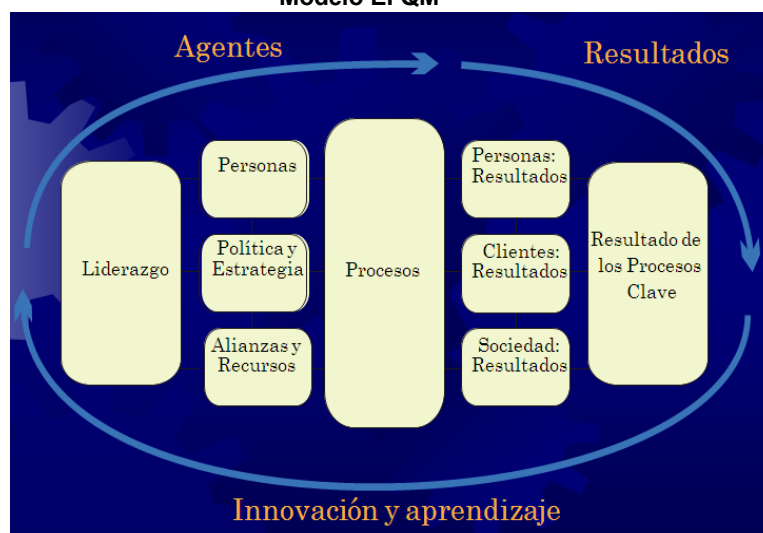 Modelo EFQM
Agentes
Resultados
Liderazgo
Personas
Política y
Estrategia
Alianzas y
Recursos
Procesos
Personas:
Resultados
Clientes:
Resultados
Sociedad:
Resultados
Resultado de
los Procesos
Clave
Innovación y aprendizaje